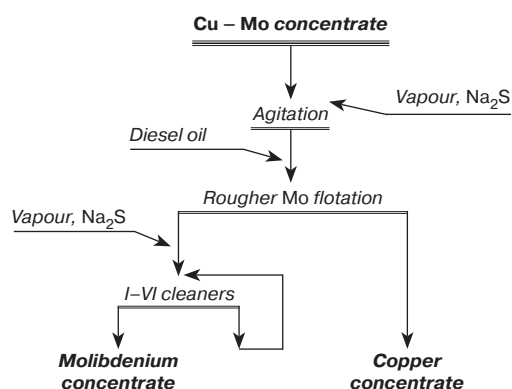 Cu – Mo concentrate
Vapour, Na₂S
Agitation
Diesel oil
Rougher Mo flotation
Vapour, Na₂S
I–VI cleaners
Molibdenium
concentrate
Copper
concentrate